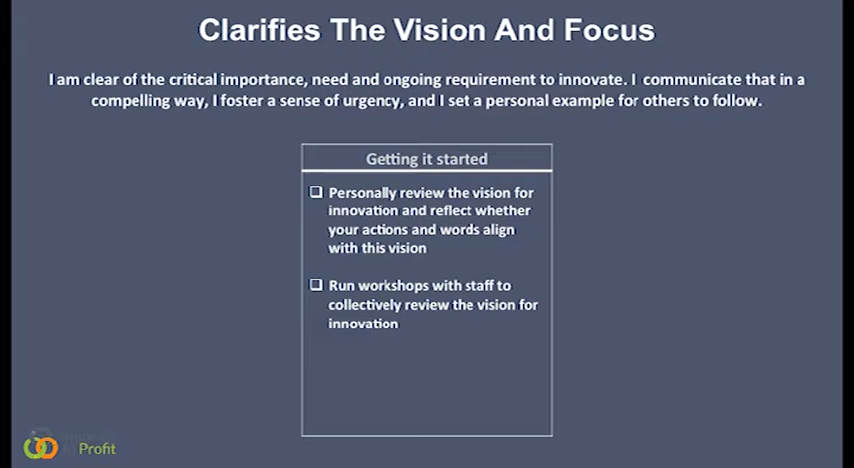 Clarifies The Vision And Focus
I am clear of the critical importance, need and ongoing requirement to innovate. I communicate that in a
compelling way, I foster a sense of urgency, and I set a personal example for others to follow.
Getting it started
Personally review the vision for
innovation and reflect whether
your actions and words align
with this vision
Run workshops with staff to
collectively review the vision for
innovation
Profit